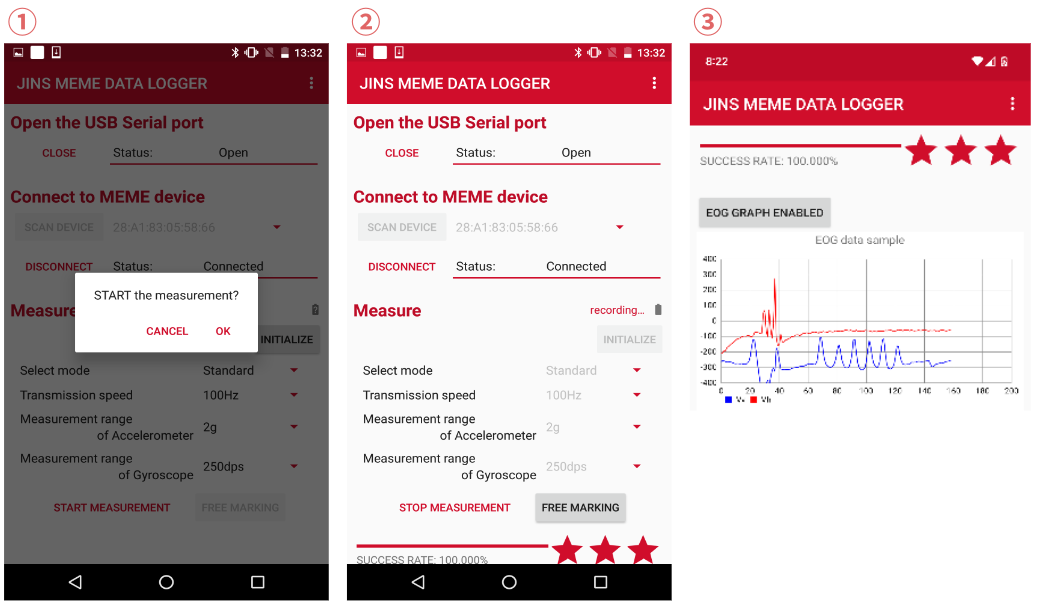 ①
13:32
JINS MEME DATA LOGGER
Open the USB Serial port
CLOSE Status: Open
Connect to MEME device
SCAN DEVICE 28:A1:83:05:58:66
DISCONNECT Status: Connected
START the measurement?
CANCEL OK
Measure
INITIALIZE
Select mode Standard
Transmission speed 100Hz
Measurement range
of Accelerometer 2g
Measurement range
of Gyroscope 250dps
START MEASUREMENT FREE MARKING
②
13:32
JINS MEME DATA LOGGER
Open the USB Serial port
CLOSE Status: Open
Connect to MEME device
SCAN DEVICE 28:A1:83:05:58:66
DISCONNECT Status: Connected
Measure recording...
INITIALIZE
Select mode Standard
Transmission speed 100Hz
Measurement range
of Accelerometer 2g
Measurement range
of Gyroscope 250dps
STOP MEASUREMENT FREE MARKING
SUCCESS RATE: 100.000%
③
8:22
JINS MEME DATA LOGGER
SUCCESS RATE: 100.000%
EOG GRAPH ENABLED
EOG data sample
400
300
200
100
0
-100
-200
-300
-400
0 20 40 60 80 100 120 140 160 180 200
Vv Vh